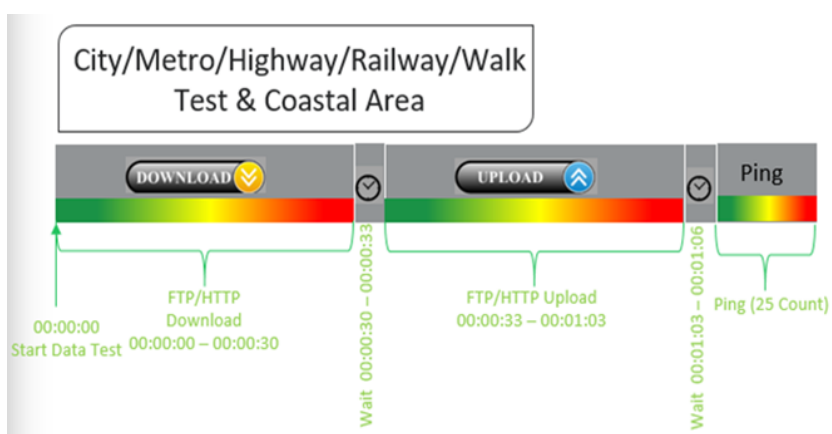 City/Metro/Highway/Railway/Walk
Test & Coastal Area
DOWNLOAD
UPLOAD
Ping
00:00:00
Start Data Test
FTP/HTTP
Download
00:00:00 – 00:00:30
Wait  00:00:30 – 00:00:33
FTP/HTTP Upload
00:00:33 – 00:01:03
Wait  00:01:03 – 00:01:06
Ping (25 Count)